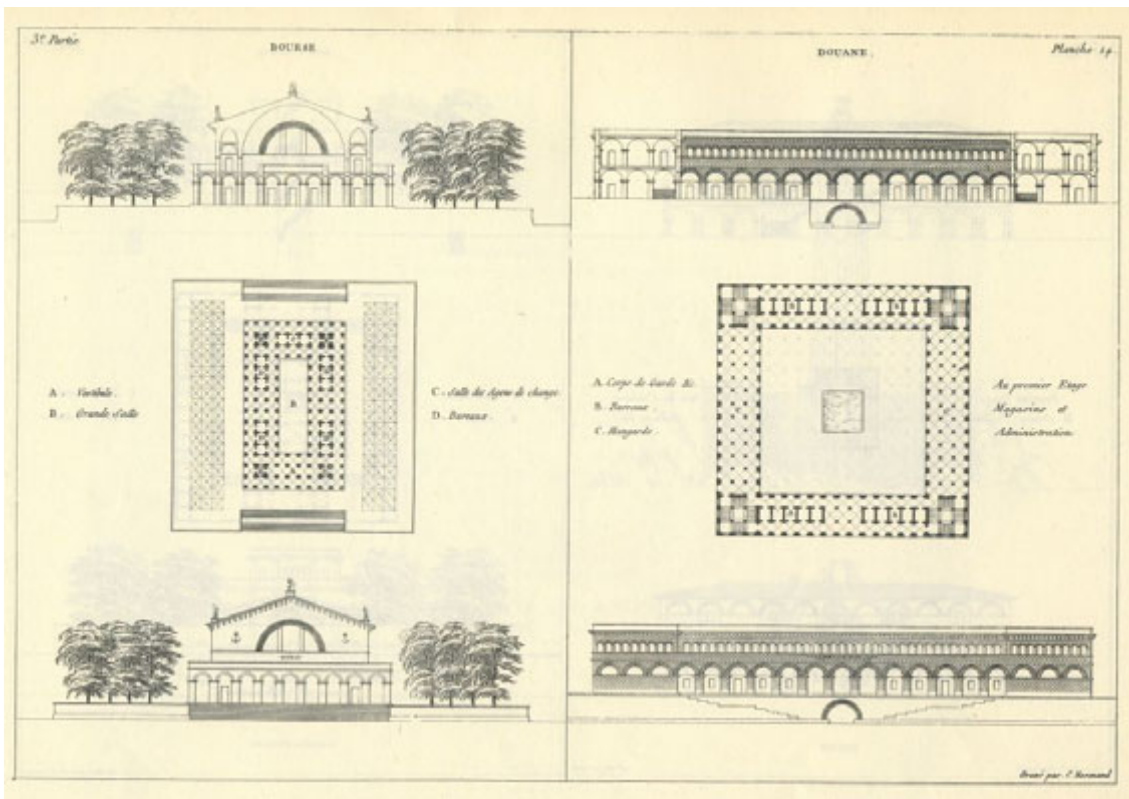 3e. Partie
BOURSE
DOUANE.
Planche 14
A. Vestibule.
B. Grande Salle
C. Salle des Agens de change.
D. Bureaux.
A. Corps de Garde &c.
B. Bureaux.
C. Hangards.
Au premier Etage
Magasins et
Administration.
Gravé par C. Normand